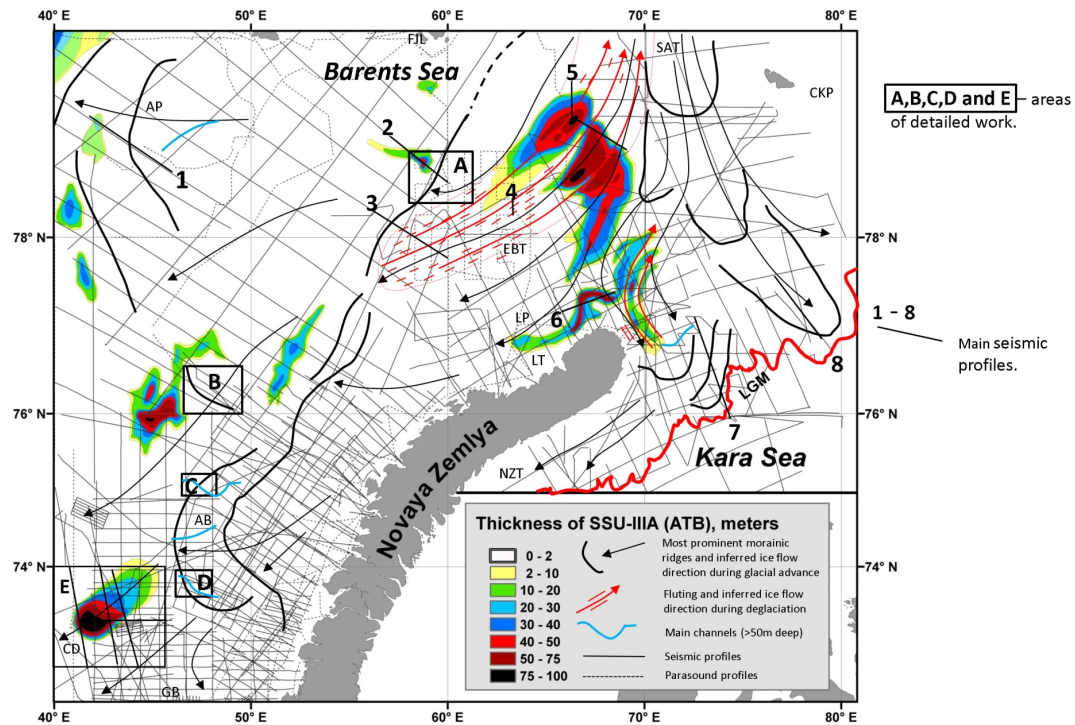 40° E 50° E 60° E 70° E 80° E
FJL
SAT
Barents Sea
CKP
AP
5
A,B,C,D and E areas
of detailed work.
2
A
1
3
4
78° N
EBT
78° N
LP
6
LT
1 - 8
Main seismic
profiles.
8
LGM
B
76° N
76° N
7
Kara Sea
Novaya Zemlya
NZT
C
AB
Thickness of SSU-IIIA (ATB), meters
0 - 2
2 - 10
10 - 20
20 - 30
30 - 40
40 - 50
50 - 75
75 - 100
Most prominent morainic
ridges and inferred ice flow
direction during glacial advance
Fluting and inferred ice flow
direction during deglaciation
Main channels (>50m deep)
Seismic profiles
Parasound profiles
74° N
74° N
E
D
CD
GB
40° E 50° E 60° E 70° E 80° E